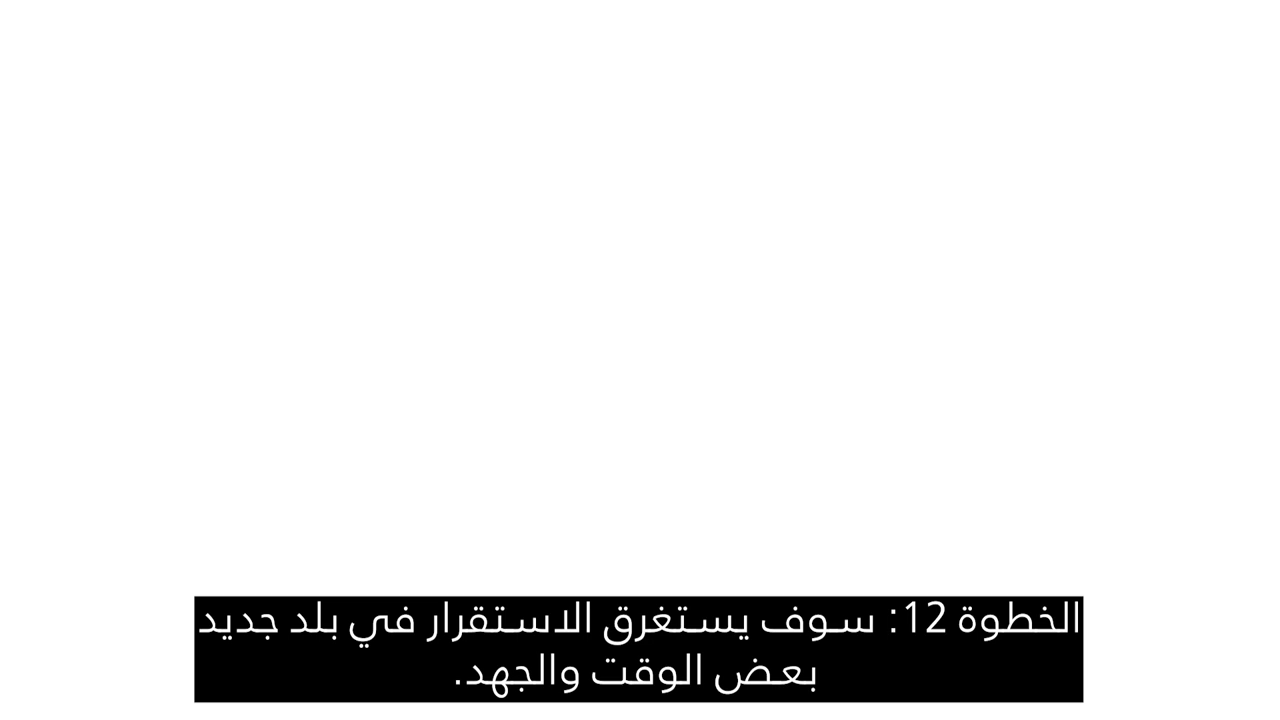 الخطوة 12: سوف يستغرق الاستقرار في بلد جديد
بعض الوقت والجهد.